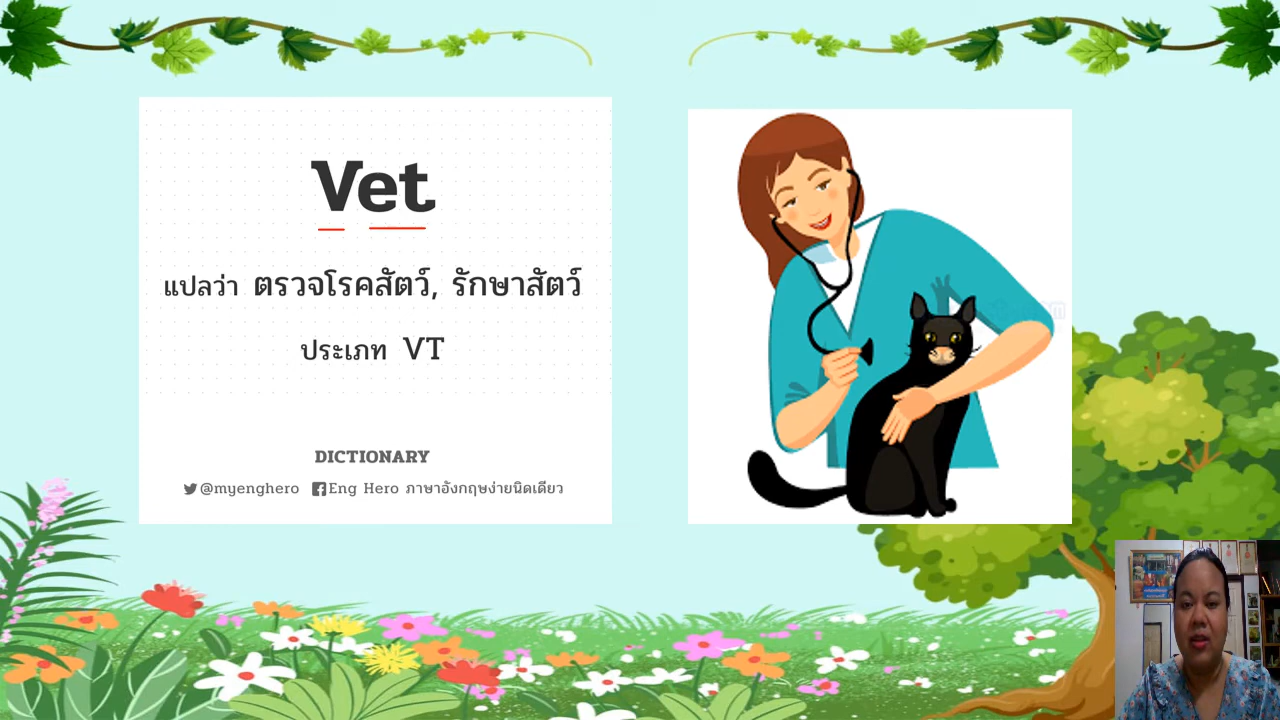 Vet
แปลว่า ตรวจโรคสัตว์, รักษาสัตว์
ประเภท VT
DICTIONARY
@myenghero Eng Hero ภาษาอังกฤษง่ายนิดเดียว